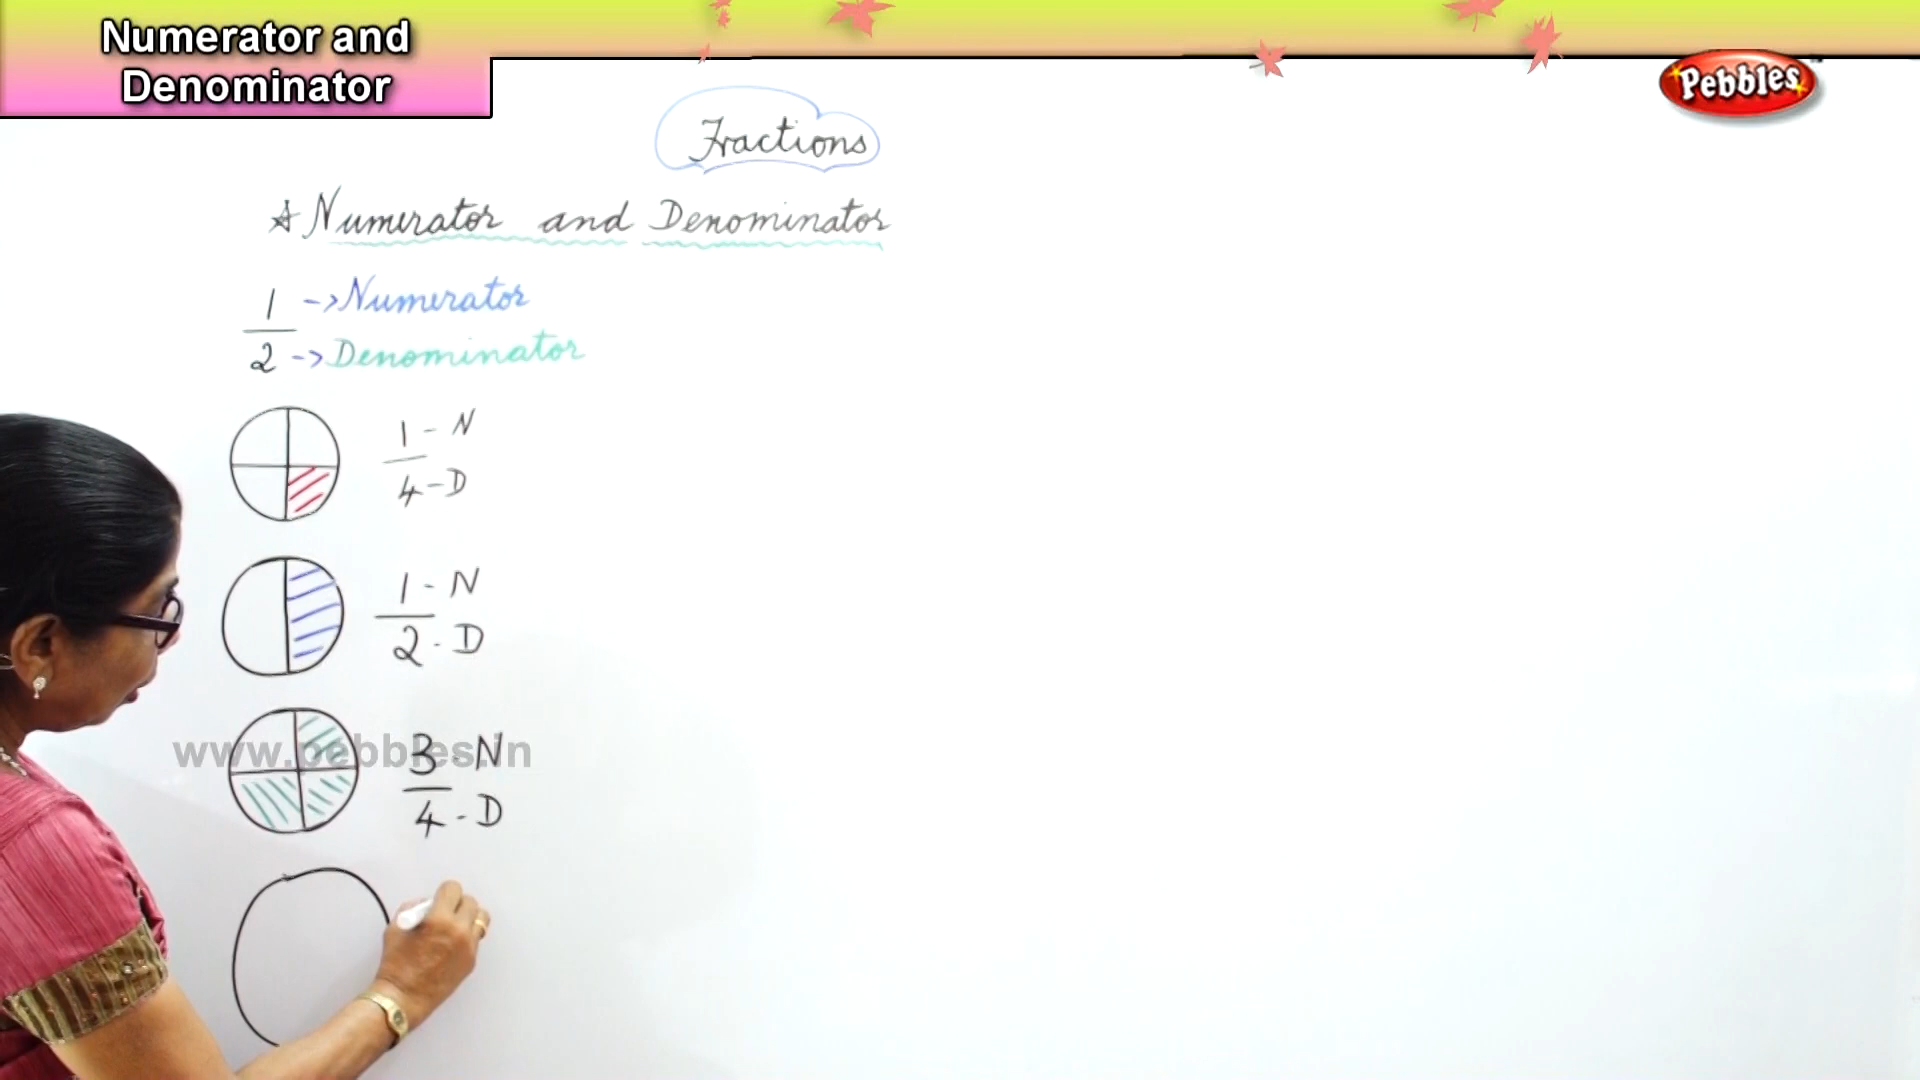 Numerator and
Denominator
Pebbles
Fractions
☆ Numerator and Denominator
1 -> Numerator
2 -> Denominator
1 - N
4 - D
1 - N
2 - D
www.pebbles.in
3 - N
4 - D